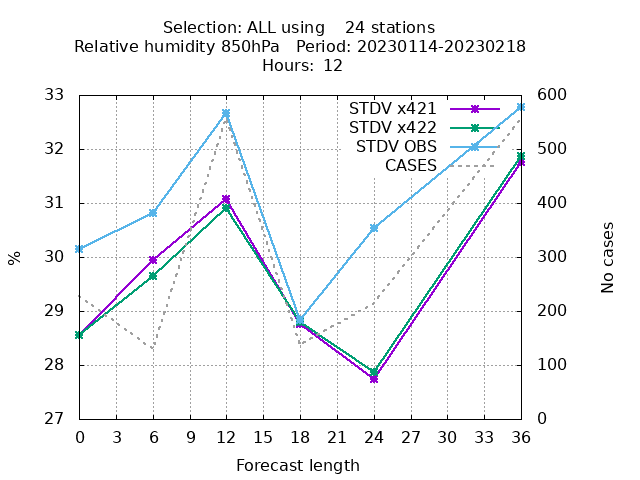 Selection: ALL using    24 stations
Relative humidity 850hPa   Period: 20230114-20230218
Hours: 12
33
32
31
30
29
28
27
%
600
500
400
300
200
100
0
No cases
STDV x421
STDV x422
STDV OBS
CASES
0 3 6 9 12 15 18 21 24 27 30 33 36
Forecast length